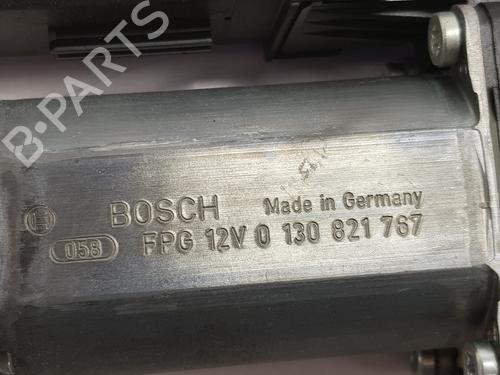 B-PARTS
BOSCH Made in Germany
058 FPG 12V 0 130 821 767